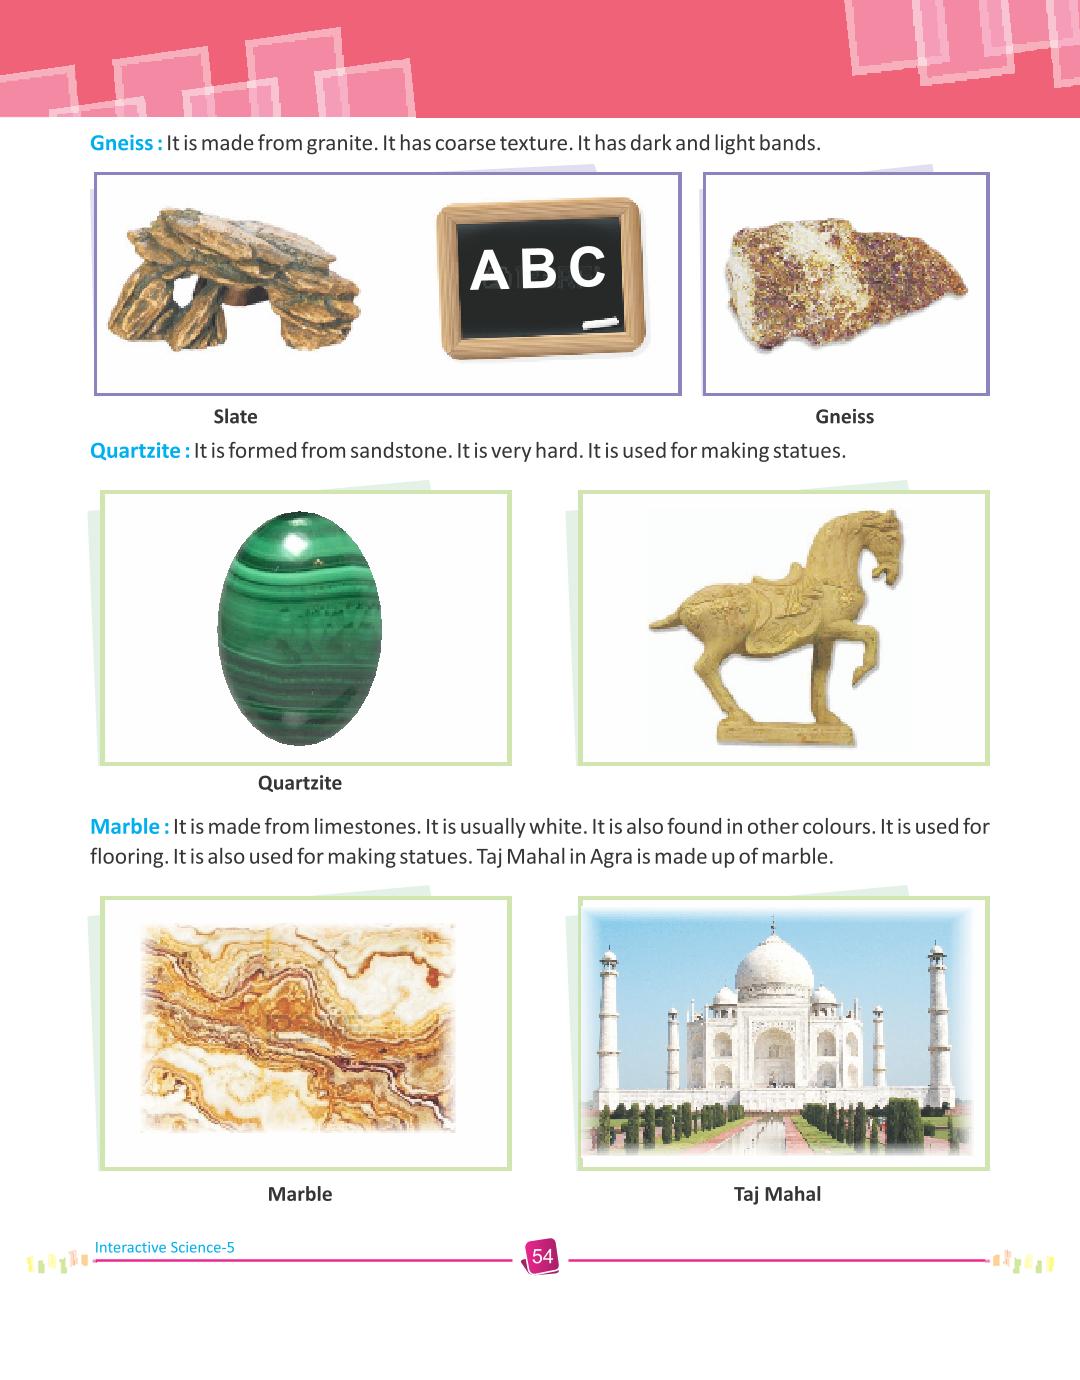 Gneiss : It is made from granite. It has coarse texture. It has dark and light bands.
A B C
Slate
Gneiss
Quartzite : It is formed from sandstone. It is very hard. It is used for making statues.
Quartzite
Marble : It is made from limestones. It is usually white. It is also found in other colours. It is used for
flooring. It is also used for making statues. Taj Mahal in Agra is made up of marble.
Marble
Taj Mahal
Interactive Science-5
54